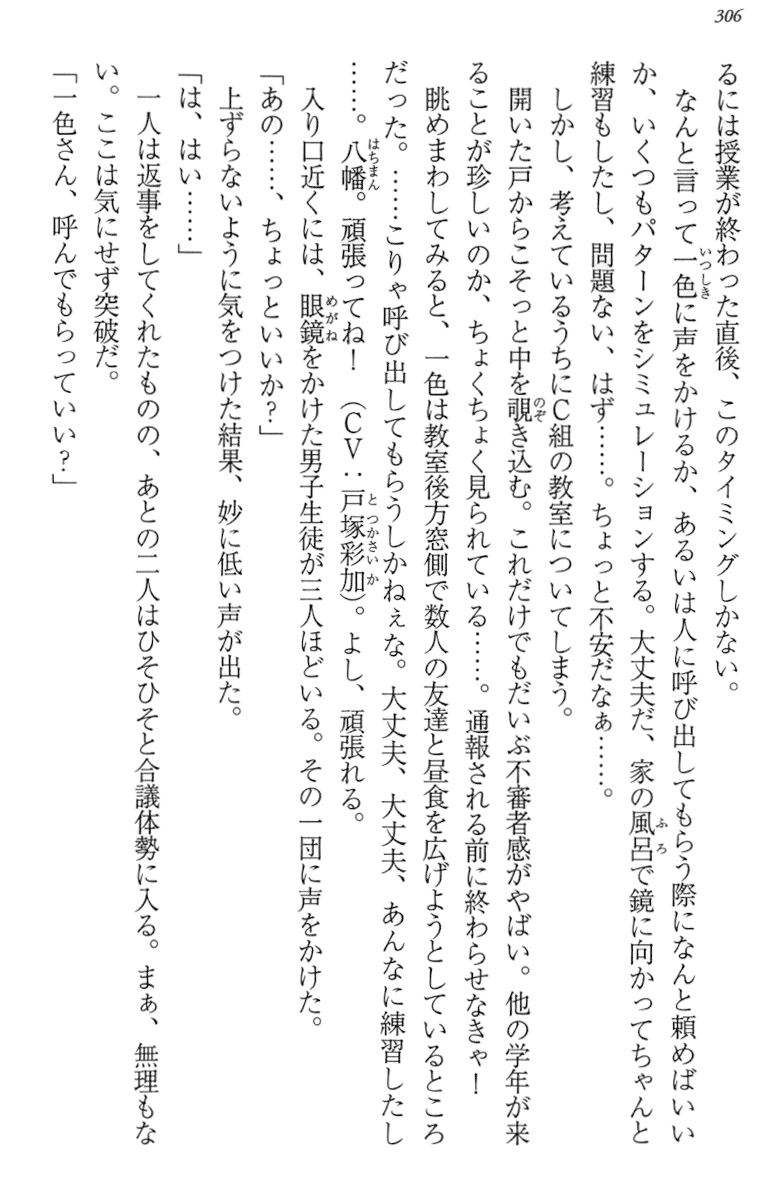 306
るには授業が終わった直後、このタイミングしかない。
なんと言って一色に声をかけるか、あるいは人に呼び出してもらう際になんと頼めばいい
か、いくつもパターンをシミュレーションする。大丈夫だ、家の風呂で鏡に向かってちゃんと
練習もしたし、問題ない、はず……。ちょっと不安だなぁ……。
しかし、考えているうちにC組の教室についてしまう。
開いた戸からこそっと中を覗き込む。これだけでもだいぶ不審者感がやばい。他の学年が来
ることが珍しいのか、ちょくちょく見られている……。通報される前に終わらせなきゃ！
眺めまわしてみると、一色は教室後方窓側で数人の友達と昼食を広げようとしているところ
だった。……こりゃ呼び出してもらうしかねぇな。大丈夫、大丈夫、あんなに練習したし
……。八幡。頑張ってね！　（CV：戸塚彩加）。よし、頑張れる。
入り口近くには、眼鏡をかけた男子生徒が三人ほどいる。その一団に声をかけた。
「あの……、ちょっといいか？」
上ずらないように気をつけた結果、妙に低い声が出た。
「は、はい……」
一人は返事をしてくれたものの、あとの二人はひそひそと合議体勢に入る。まぁ、無理もな
い。ここは気にせず突破だ。
「一色さん、呼んでもらっていい？」